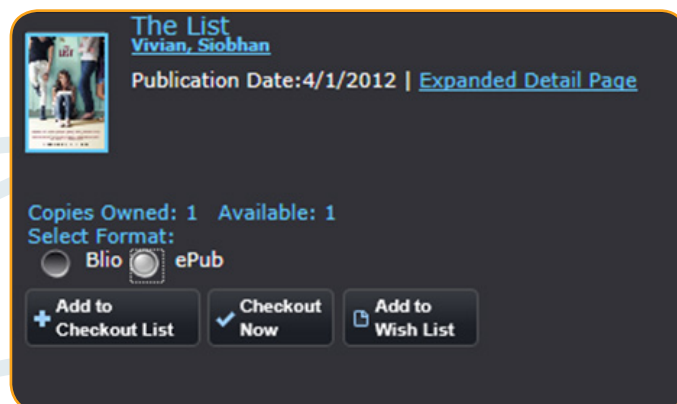 The List
Vivian, Siobhan
Publication Date:4/1/2012 | Expanded Detail Page
Copies Owned: 1 Available: 1
Select Format:
Blio ePub
Add to
Checkout List
Checkout
Now
Add to
Wish List